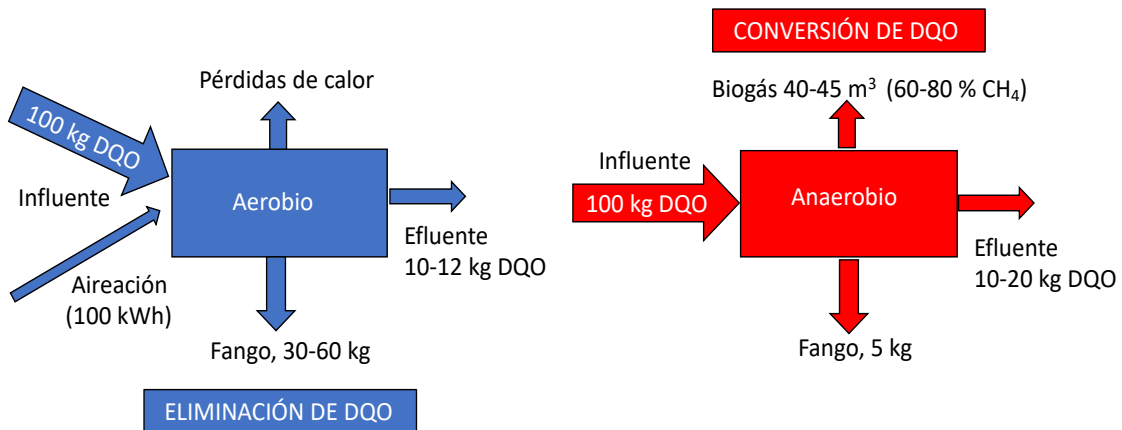 Pérdidas de calor
100 kg DQO
Influente
Aerobio
Efluente
10-12 kg DQO
Aireación
(100 kWh)
Fango, 30-60 kg
ELIMINACIÓN DE DQO
CONVERSIÓN DE DQO
Biogás 40-45 m³ (60-80 % CH₄)
Influente
100 kg DQO
Anaerobio
Efluente
10-20 kg DQO
Fango, 5 kg